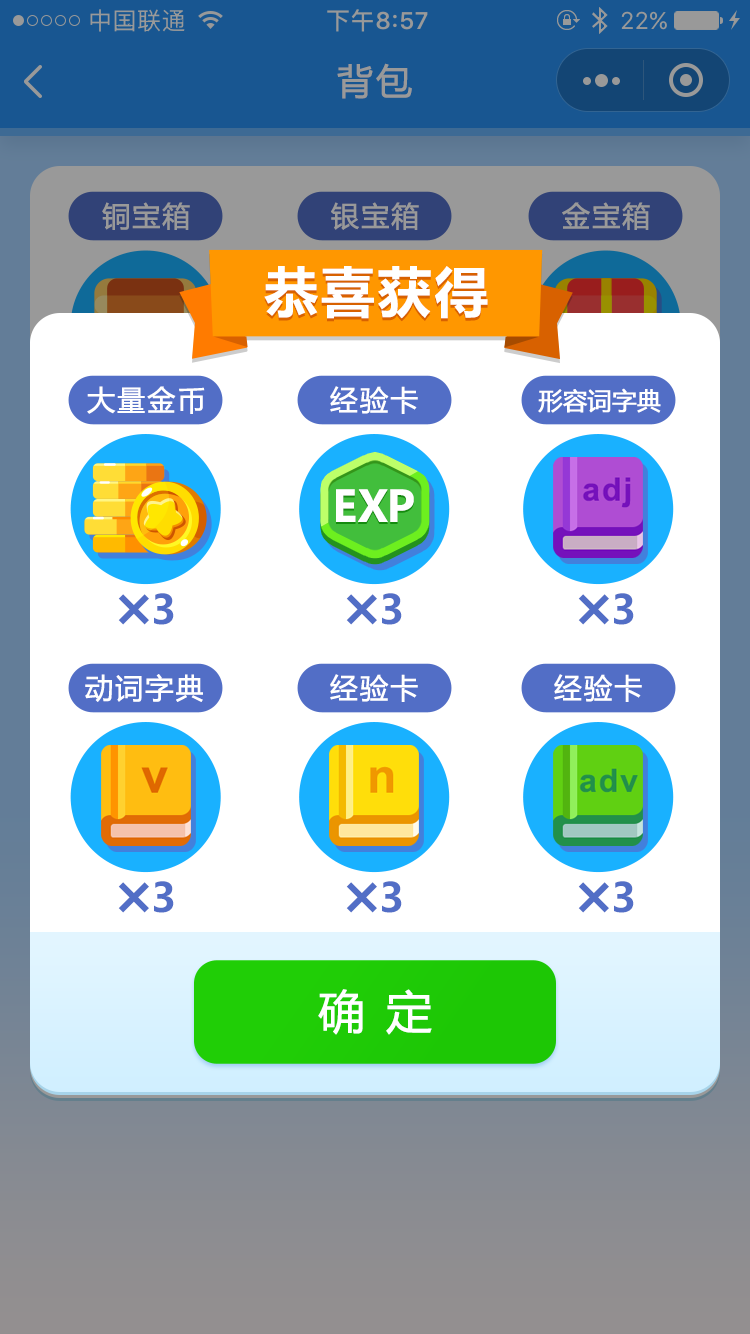 中国联通 下午8:57 22%
背包
铜宝箱 银宝箱 金宝箱
恭喜获得
大量金币 经验卡 形容词字典
EXP adj
×3 ×3 ×3
动词字典 经验卡 经验卡
v n adv
×3 ×3 ×3
确定